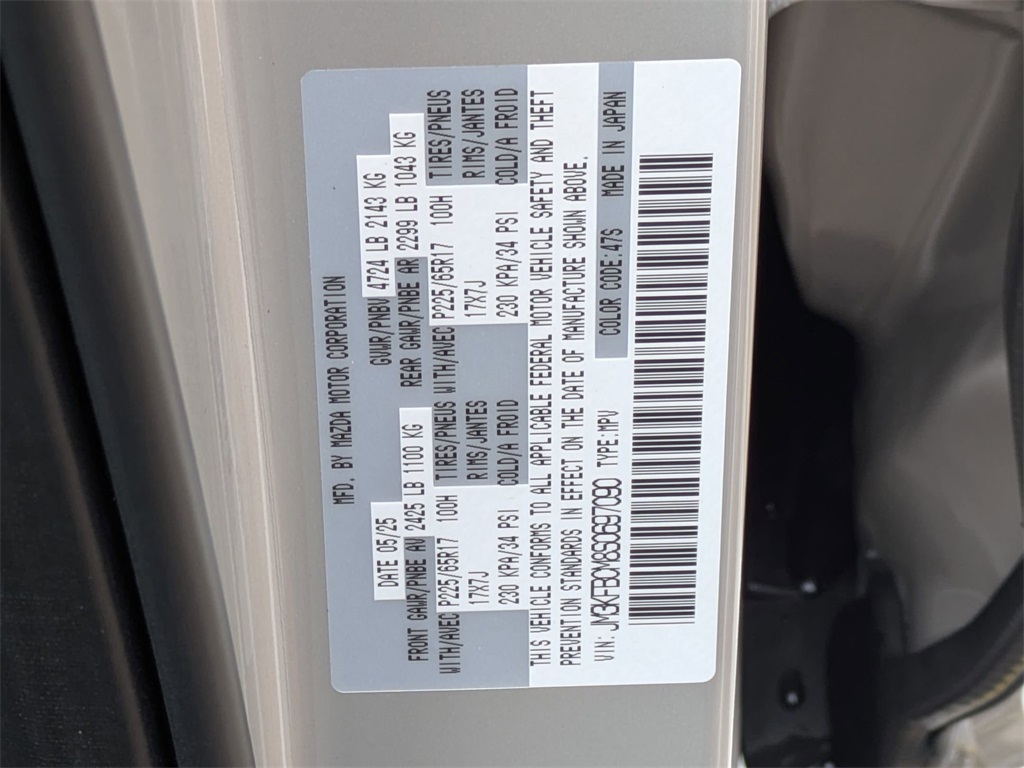 MFD. BY MAZDA MOTOR CORPORATION
DATE 05/25 GVWR/PNBV 4724 LB 2143 KG
FRONT GAWR/PNBE AV 2425 LB 1100 KG REAR GAWR/PNBE AR 2299 LB 1043 KG
WITH/AVEC P225/65R17 100H TIRES/PNEUS WITH/AVEC P225/65R17 100H TIRES/PNEUS
17X7J RIMS/JANTES 17X7J RIMS/JANTES
230 KPA/34 PSI COLD/A FROID 230 KPA/34 PSI COLD/A FROID
THIS VEHICLE CONFORMS TO ALL APPLICABLE FEDERAL MOTOR VEHICLE SAFETY AND THEFT
PREVENTION STANDARDS IN EFFECT ON THE DATE OF MANUFACTURE SHOWN ABOVE.
VIN: JM3KFBCM8S0697090 TYPE:MPV COLOR CODE:47S MADE IN JAPAN